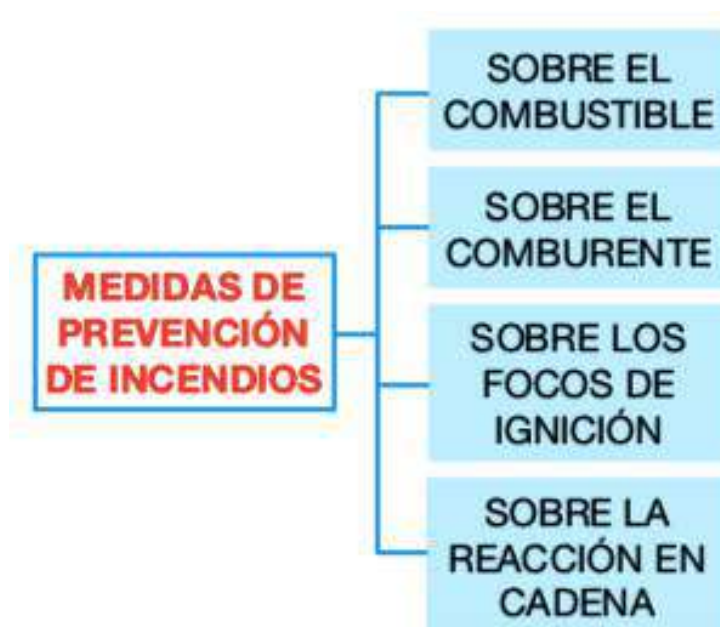 MEDIDAS DE
PREVENCIÓN
DE INCENDIOS
SOBRE EL
COMBUSTIBLE
SOBRE EL
COMBURENTE
SOBRE LOS
FOCOS DE
IGNICIÓN
SOBRE LA
REACCIÓN EN
CADENA